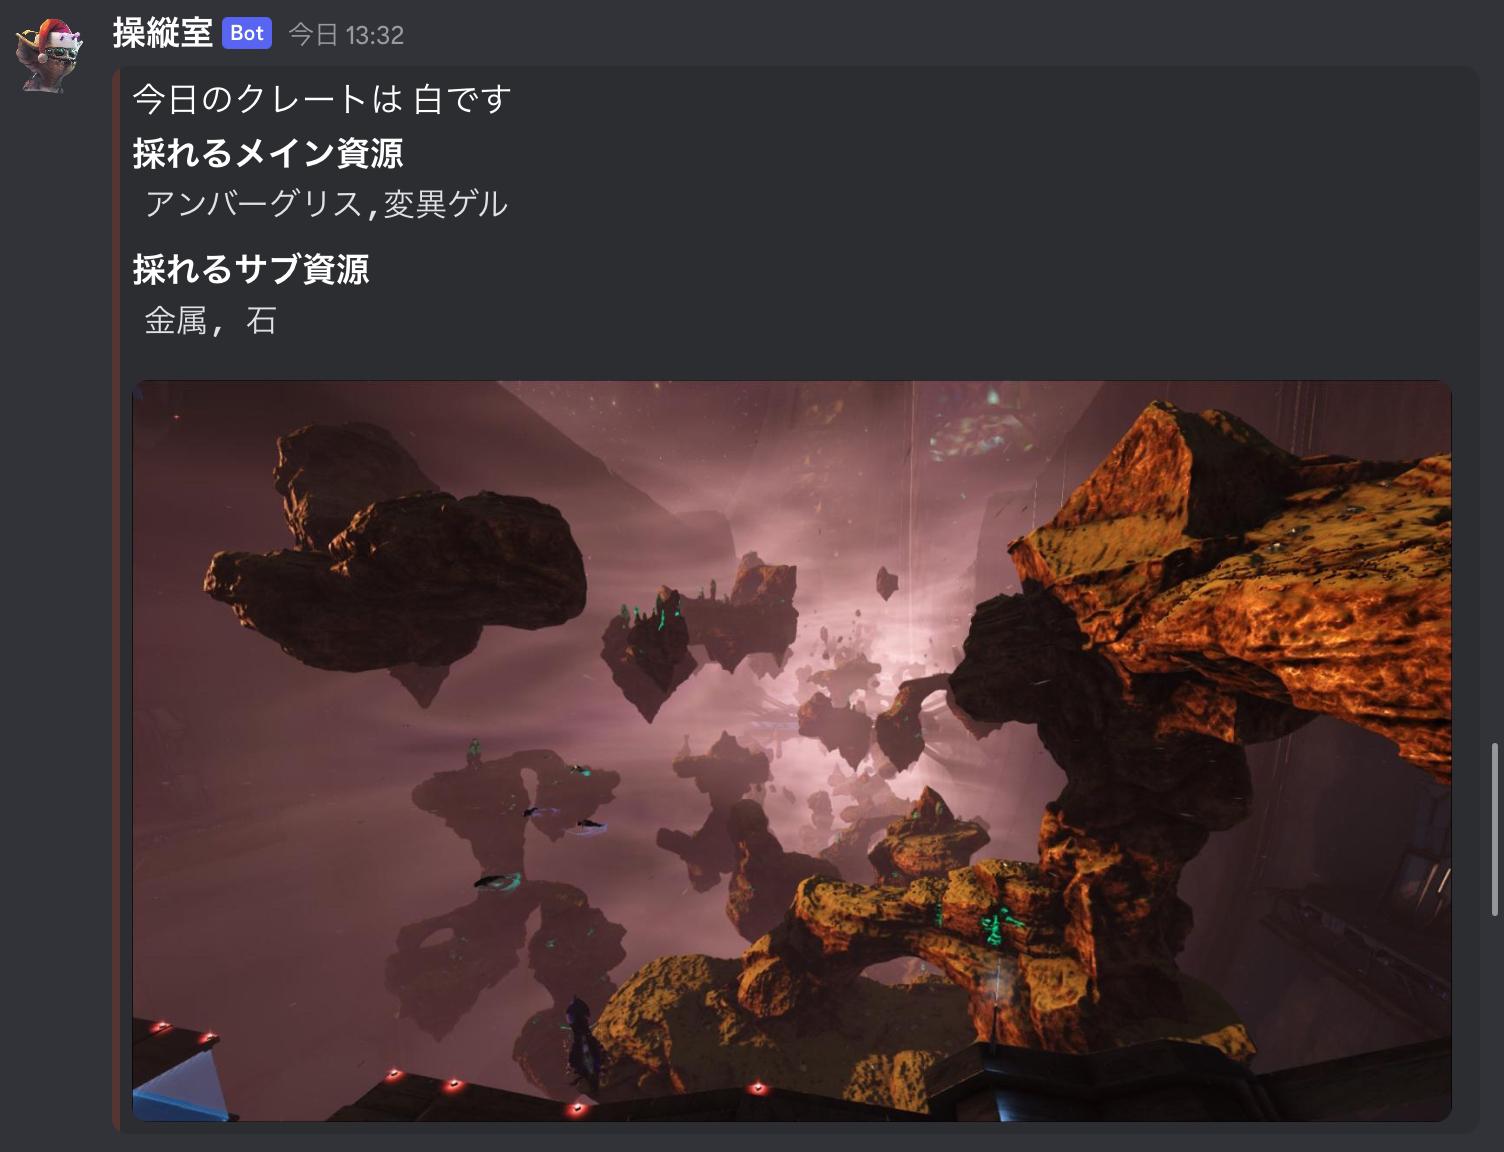 操縦室 Bot 今日 13:32
今日のクレートは 白です
採れるメイン資源
アンバーグリス,変異ゲル
採れるサブ資源
金属, 石